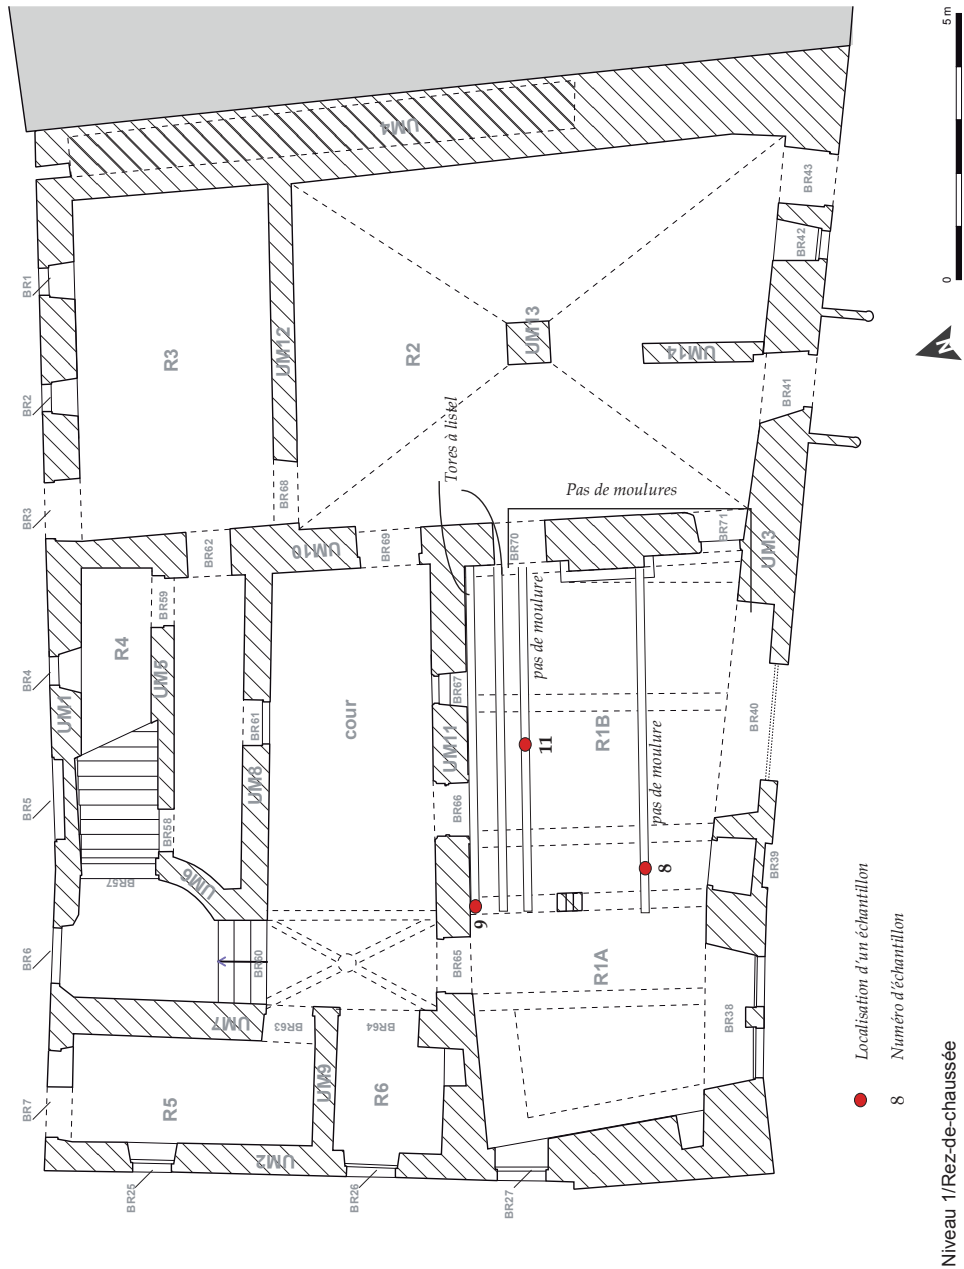 5 m
0
N
UM4
BR1
BR2
BR3
BR4
BR5
BR6
BR7
BR43
BR42
BR41
UM14
UM13
R3
UM12
R2
Tores à listel
Pas de moulures
BR68
BR62
UM10
BR69
BR70
BR71
UM3
R4
BR59
UM5
UM1
BR61
UM8
cour
BR67
UM11
BR66
pas de moulure
11
R1B
pas de moulure
BR40
8
9
BR39
BR58
BR57
UM6
BR60
BR65
R1A
BR38
UM7
BR63
BR64
UM9
R5
R6
UM2
BR25
BR26
BR27
Localisation d'un échantillon
8 Numéro d'échantillon
Niveau 1/Rez-de-chaussée